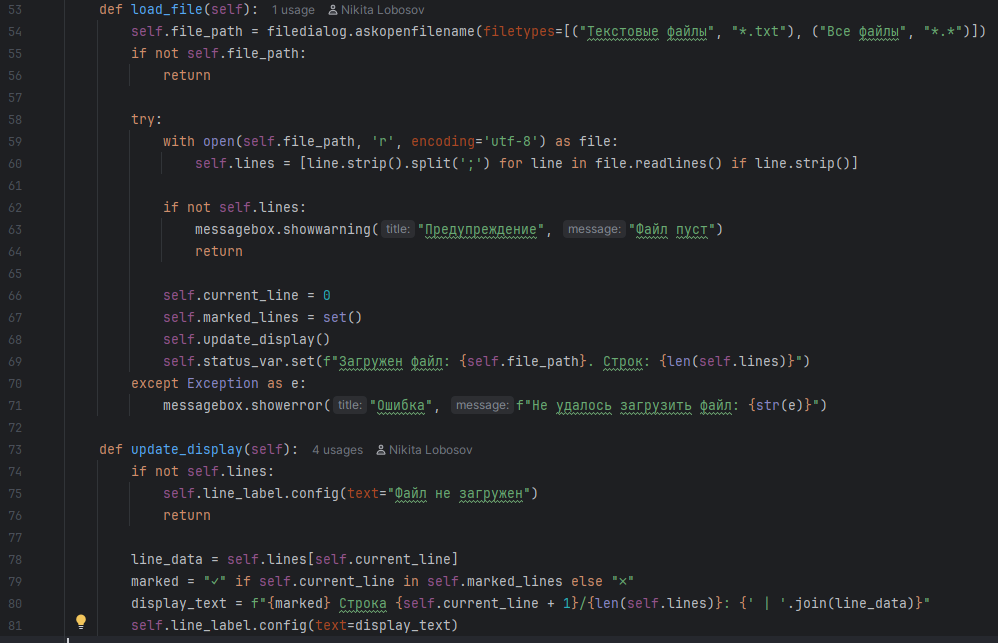 53 def load_file(self): 1 usage Nikita Lobosov
54 self.file_path = filedialog.askopenfilename(filetypes=[("Текстовые файлы", "*.txt"), ("Все файлы", "*.*")])
55 if not self.file_path:
56 return
57
58 try:
59 with open(self.file_path, 'r', encoding='utf-8') as file:
60 self.lines = [line.strip().split(';') for line in file.readlines() if line.strip()]
61
62 if not self.lines:
63 messagebox.showwarning( title: "Предупреждение", message: "Файл пуст")
64 return
65
66 self.current_line = 0
67 self.marked_lines = set()
68 self.update_display()
69 self.status_var.set(f"Загружен файл: {self.file_path}. Строк: {len(self.lines)}")
70 except Exception as e:
71 messagebox.showerror( title: "Ошибка", message: f"Не удалось загрузить файл: {str(e)}")
72
73 def update_display(self): 4 usages Nikita Lobosov
74 if not self.lines:
75 self.line_label.config(text="Файл не загружен")
76 return
77
78 line_data = self.lines[self.current_line]
79 marked = "✓" if self.current_line in self.marked_lines else "×"
80 display_text = f"{marked} Строка {self.current_line + 1}/{len(self.lines)}: {' | '.join(line_data)}"
81 self.line_label.config(text=display_text)